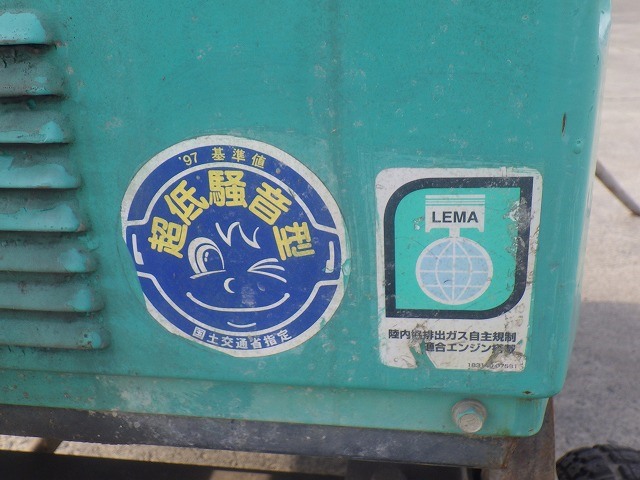 '97 基準値
超低騒音型
国土交通省指定
LEMA
陸内協排出ガス自主規制
適合エンジン搭載